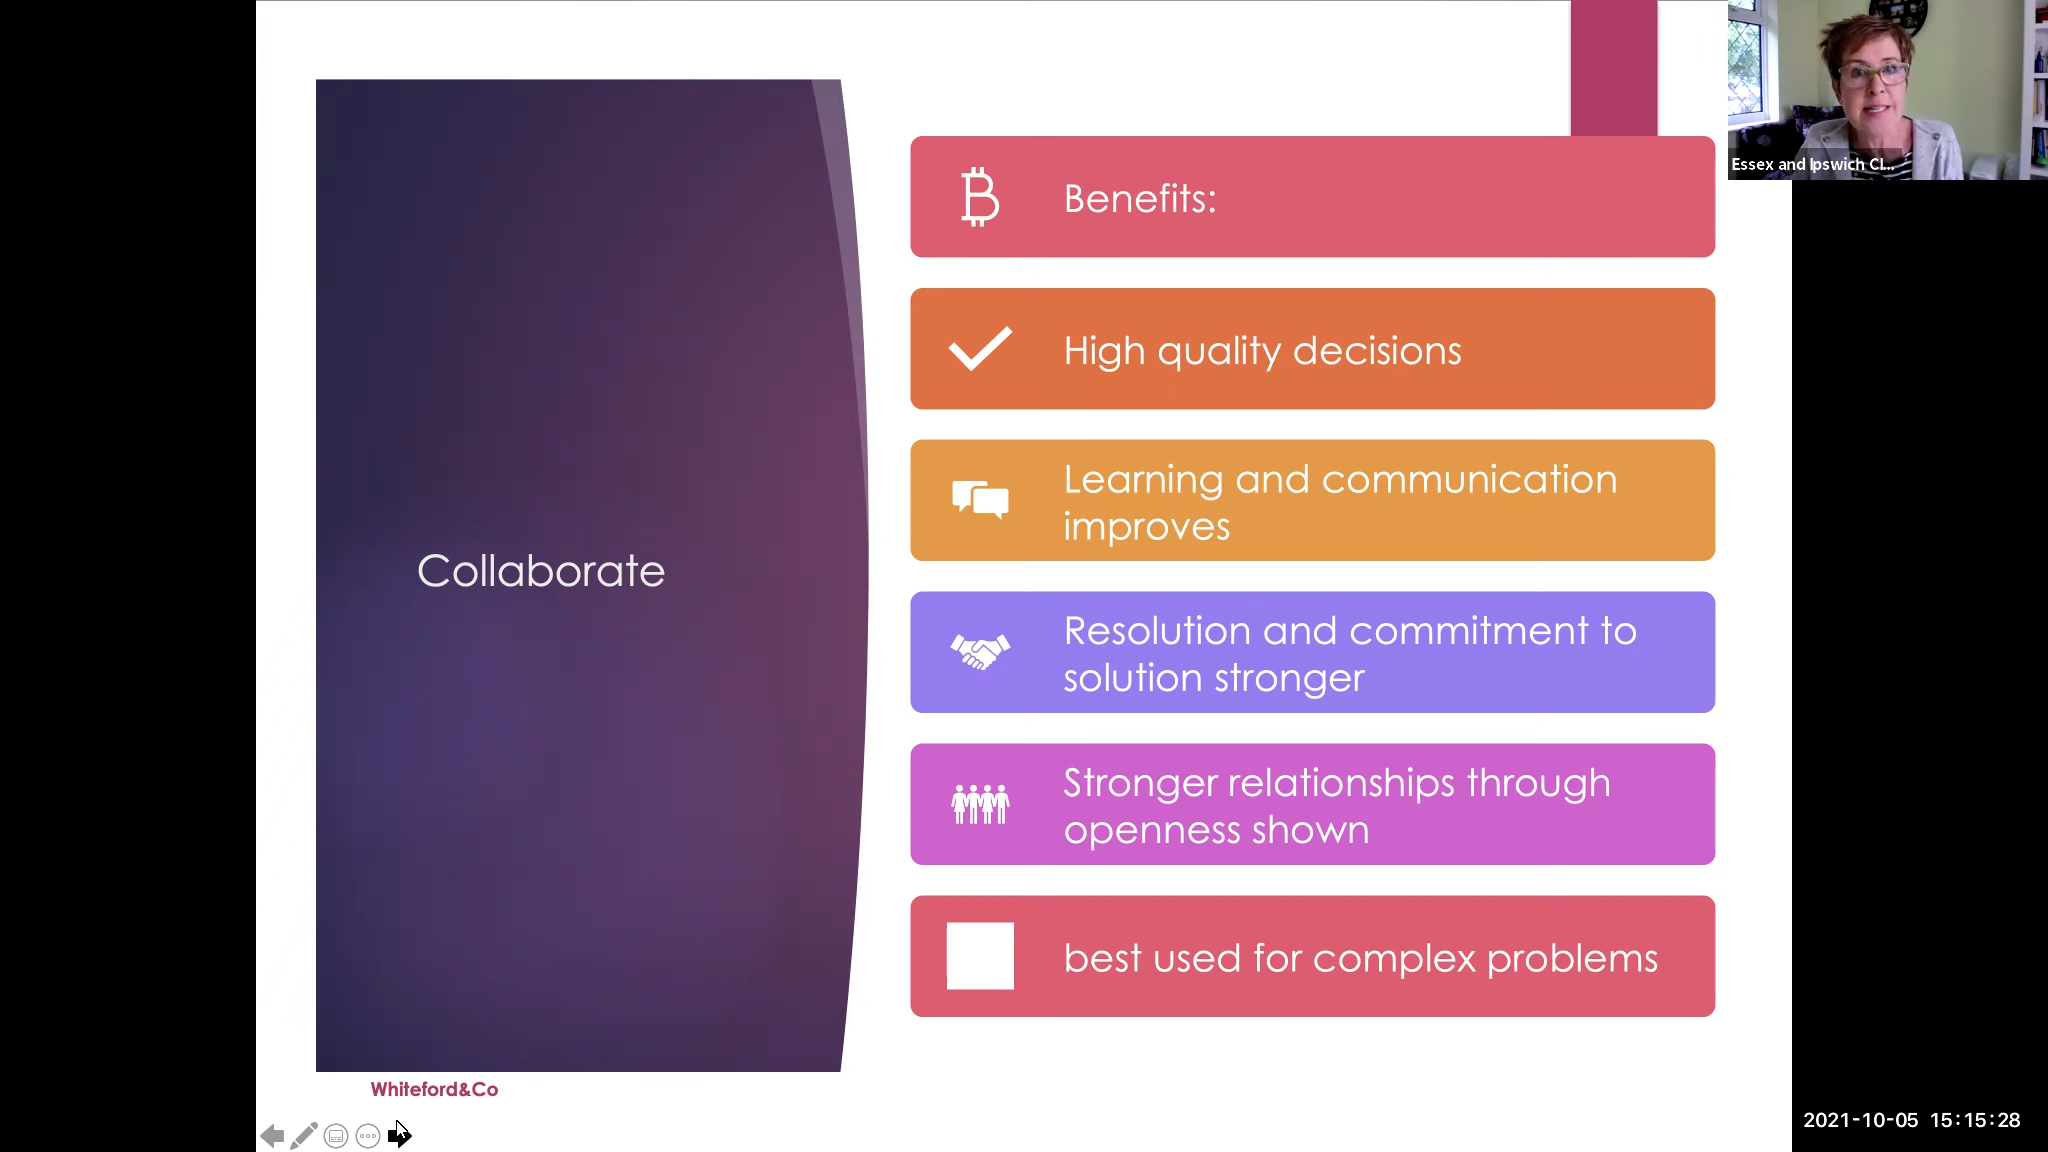 Benefits:
High quality decisions
Learning and communication
improves
Resolution and commitment to
solution stronger
Stronger relationships through
openness shown
best used for complex problems
Collaborate
Whiteford&Co
Essex and Ipswich Cl...
2021-10-05 15:15:28